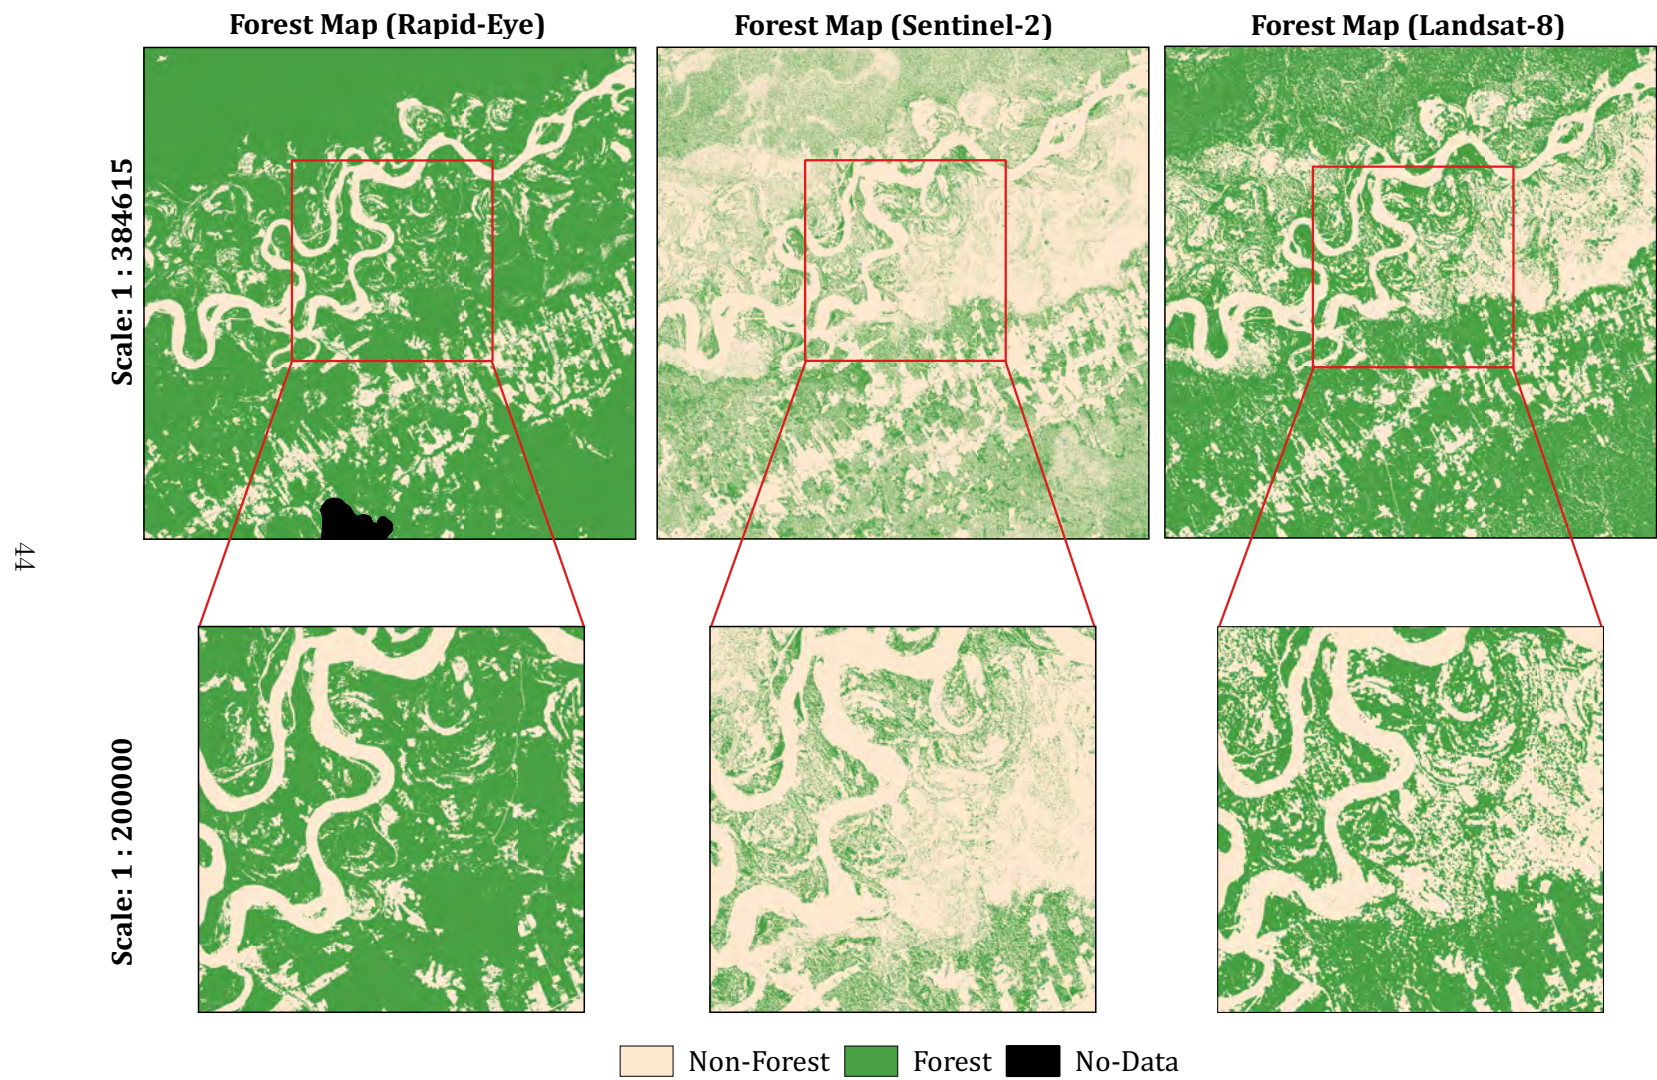 Forest Map (Rapid-Eye)
Forest Map (Sentinel-2)
Forest Map (Landsat-8)
Scale: 1 : 384615
44
Scale: 1 : 200000
Non-Forest
Forest
No-Data